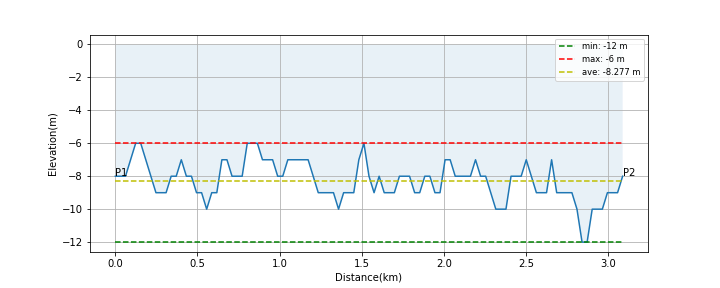 0
−2
−4
−6
−8
−10
−12
Elevation(m)
min: -12 m
max: -6 m
ave: -8.277 m
P1
P2
0.0
0.5
1.0
1.5
2.0
2.5
3.0
Distance(km)